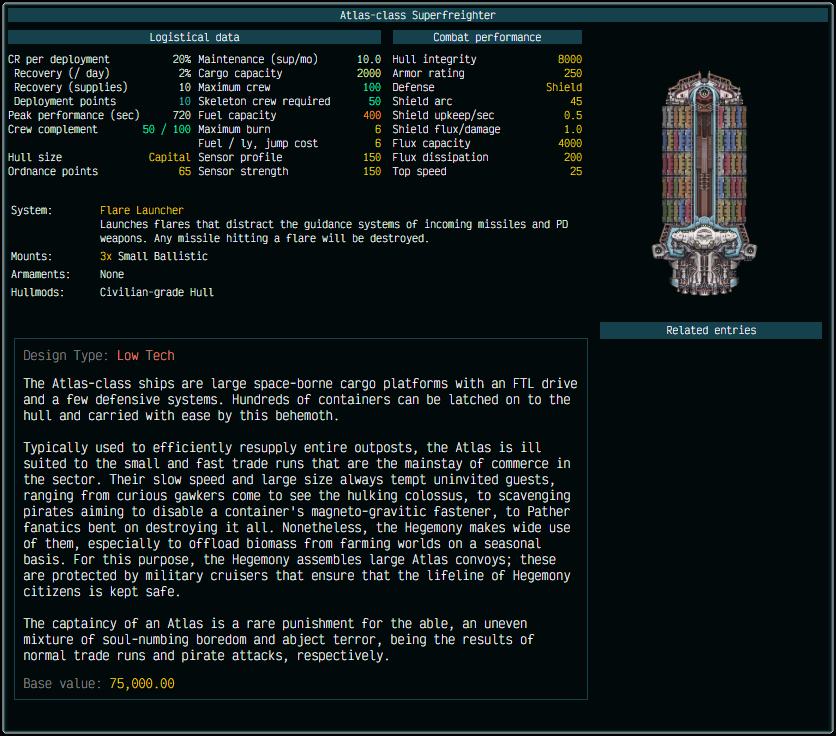 Atlas-class Superfreighter
Logistical data
Combat performance
CR per deployment 20% Maintenance (sup/mo) 10.0 Hull integrity 8000
Recovery (/ day) 2% Cargo capacity 2000 Armor rating 250
Recovery (supplies) 10 Maximum crew 100 Defense Shield
Deployment points 10 Skeleton crew required 50 Shield arc 45
Peak performance (sec) 720 Fuel capacity 400 Shield upkeep/sec 0.5
Crew complement 50 / 100 Maximum burn 6 Shield flux/damage 1.0
Fuel / ly, jump cost 6 Flux capacity 4000
Hull size Capital Sensor profile 150 Flux dissipation 200
Ordnance points 65 Sensor strength 150 Top speed 25
System: Flare Launcher
Launches flares that distract the guidance systems of incoming missiles and PD
weapons. Any missile hitting a flare will be destroyed.
Mounts: 3x Small Ballistic
Armaments: None
Hullmods: Civilian-grade Hull
Related entries
Design Type: Low Tech
The Atlas-class ships are large space-borne cargo platforms with an FTL drive
and a few defensive systems. Hundreds of containers can be latched on to the
hull and carried with ease by this behemoth.
Typically used to efficiently resupply entire outposts, the Atlas is ill
suited to the small and fast trade runs that are the mainstay of commerce in
the sector. Their slow speed and large size always tempt uninvited guests,
ranging from curious gawkers come to see the hulking colossus, to scavenging
pirates aiming to disable a container's magneto-gravitic fastener, to Pather
fanatics bent on destroying it all. Nonetheless, the Hegemony makes wide use
of them, especially to offload biomass from farming worlds on a seasonal
basis. For this purpose, the Hegemony assembles large Atlas convoys; these
are protected by military cruisers that ensure that the lifeline of Hegemony
citizens is kept safe.
The captaincy of an Atlas is a rare punishment for the able, an uneven
mixture of soul-numbing boredom and abject terror, being the results of
normal trade runs and pirate attacks, respectively.
Base value: 75,000.00